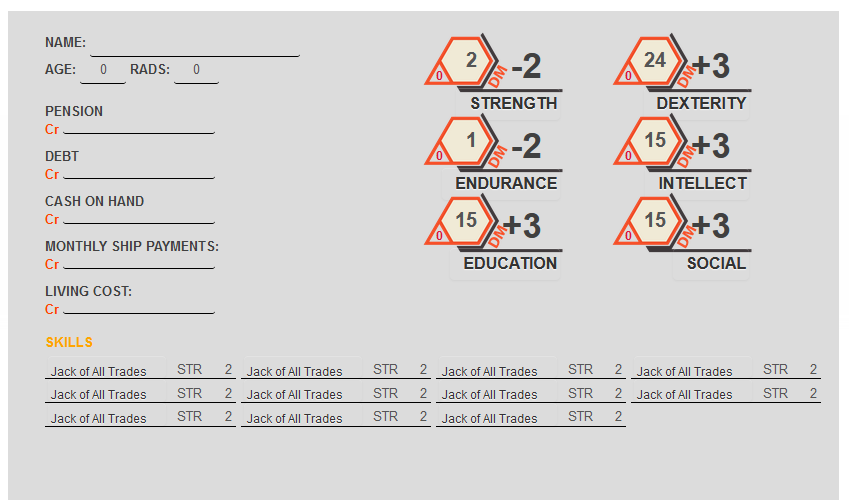 NAME:
AGE: 0 RADS: 0
PENSION
Cr
DEBT
Cr
CASH ON HAND
Cr
MONTHLY SHIP PAYMENTS:
Cr
LIVING COST:
Cr
2 0 DM -2
STRENGTH
24 0 DM +3
DEXTERITY
1 0 DM -2
ENDURANCE
15 0 DM +3
INTELLECT
15 0 DM +3
EDUCATION
15 0 DM +3
SOCIAL
SKILLS
Jack of All Trades STR 2 Jack of All Trades STR 2 Jack of All Trades STR 2 Jack of All Trades STR 2
Jack of All Trades STR 2 Jack of All Trades STR 2 Jack of All Trades STR 2 Jack of All Trades STR 2
Jack of All Trades STR 2 Jack of All Trades STR 2 Jack of All Trades STR 2